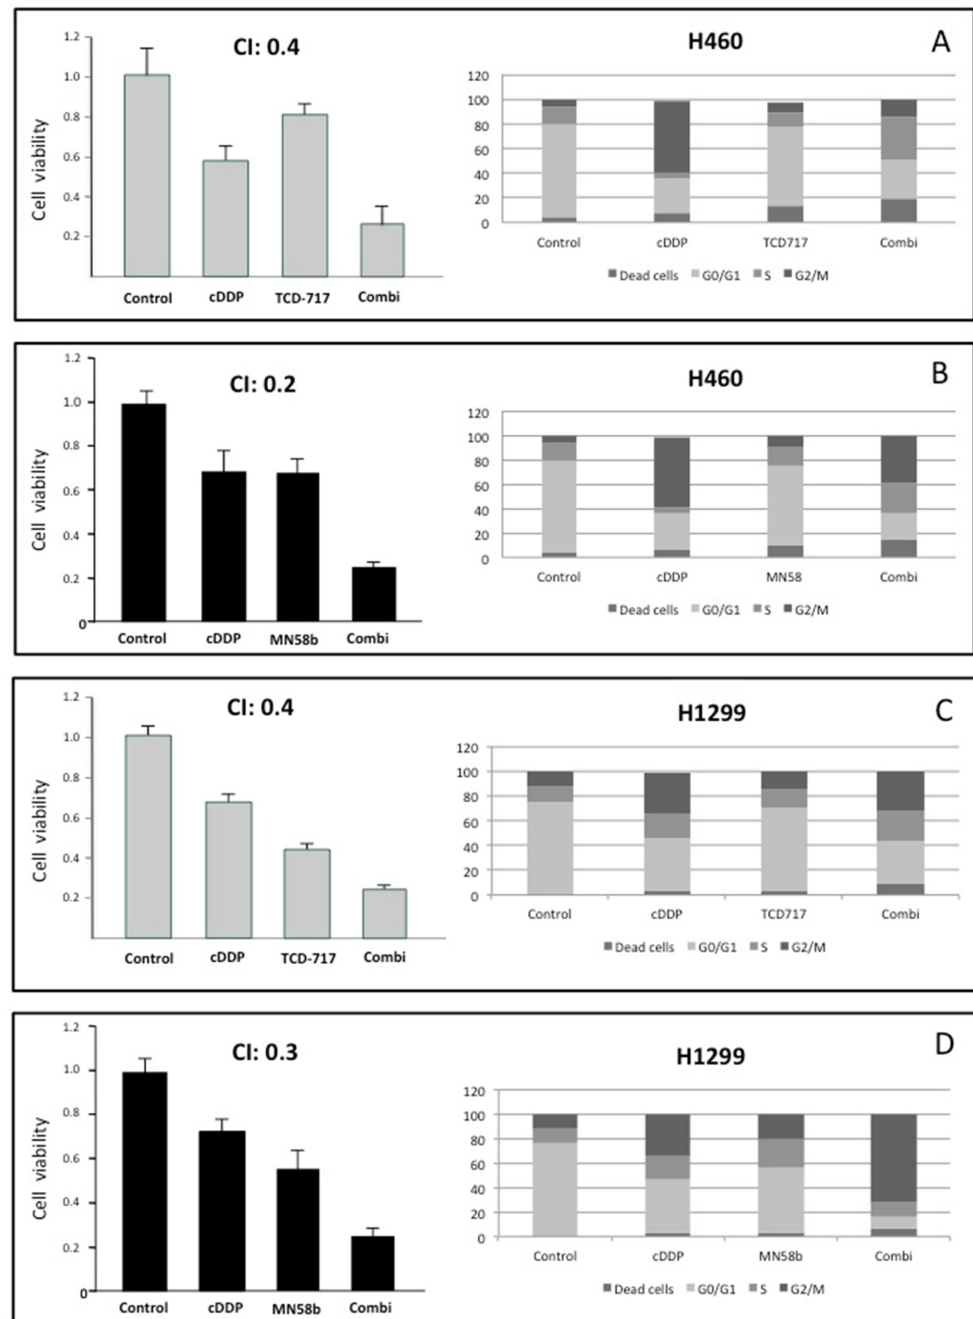 A
CI: 0.4
Cell viability
1.2
1.0
0.8
0.6
0.4
0.2
Control cDDP TCD-717 Combi
H460
120
100
80
60
40
20
0
Control cDDP TCD717 Combi
Dead cells G0/G1 S G2/M
B
CI: 0.2
Cell viability
1.2
1.0
0.8
0.6
0.4
0.2
0
Control cDDP MN58b Combi
H460
120
100
80
60
40
20
0
Control cDDP MN58 Combi
Dead cells G0/G1 S G2/M
C
CI: 0.4
Cell viability
1.2
1.0
0.8
0.6
0.4
0.2
Control cDDP TCD-717 Combi
H1299
120
100
80
60
40
20
0
Control cDDP TCD717 Combi
Dead cells G0/G1 S G2/M
D
CI: 0.3
Cell viability
1.2
1.0
0.8
0.6
0.4
0.2
0
Control cDDP MN58b Combi
H1299
120
100
80
60
40
20
0
Control cDDP MN58b Combi
Dead cells G0/G1 S G2/M